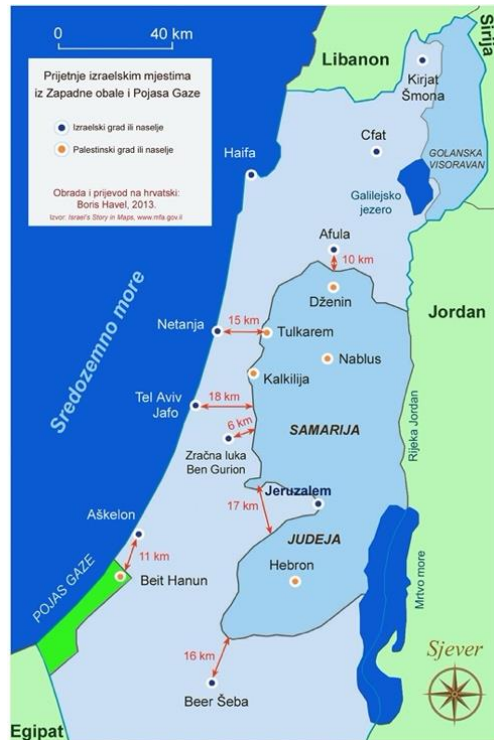 0 40 km
Prijetnje izraelskim mjestima
iz Zapadne obale i Pojasa Gaze
Izraelski grad ili naselje
Palestinski grad ili naselje
Obrada i prijevod na hrvatski:
Boris Havel, 2013.
Izvor: Israel's Story in Maps, www.mfa.gov.il
Libanon
Sirija
Kirjat
Šmona
Cfat
GOLANSKA
VISORAVAN
Haifa
Galilejsko
jezero
Afula
10 km
Dženin
Jordan
Sredozemno more
Netanja
15 km
Tulkarem
Nablus
Kalkilija
Tel Aviv
Jafo
18 km
6 km
SAMARIJA
Rijeka Jordan
Zračna luka
Ben Gurion
Jeruzalem
17 km
Aškelon
JUDEJA
11 km
POJAS GAZE
Beit Hanun
Hebron
Mrtvo more
16 km
Sjever
Beer Šeba
Egipat